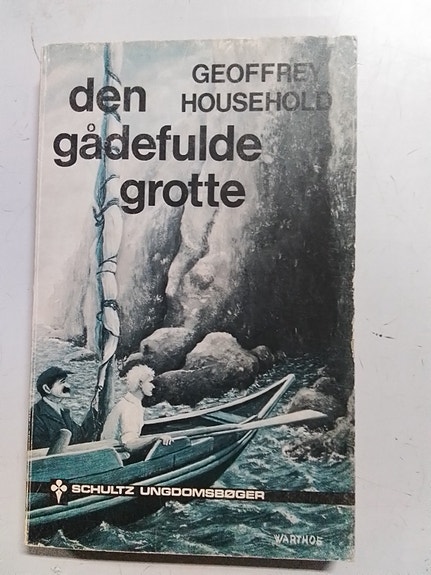 GEOFFREY
HOUSEHOLD
den
gådefulde
grotte
SCHULTZ UNGDOMSBØGER
WARTHOE